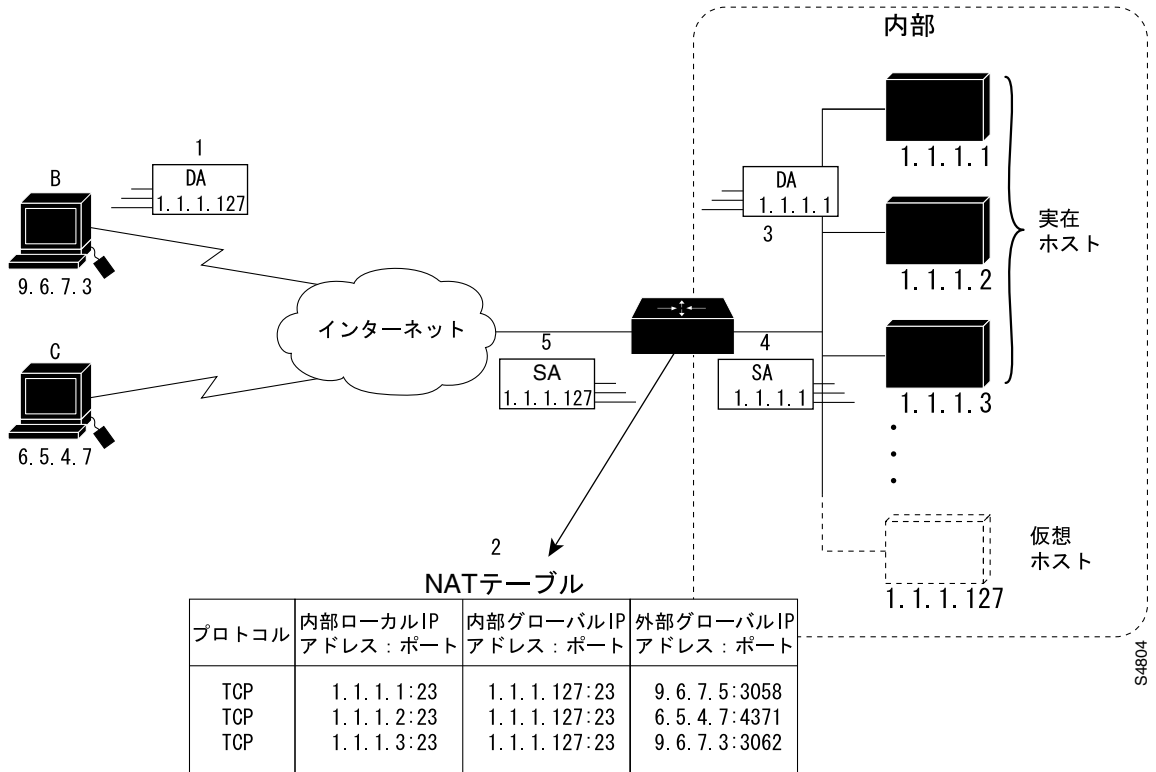 内部
1
DA
1.1.1.127
B
9.6.7.3
C
6.5.4.7
インターネット
DA
1.1.1.1
3
1.1.1.1
1.1.1.2
1.1.1.3
実在
ホスト
5
SA
1.1.1.127
4
SA
1.1.1.1
仮想
ホスト
1.1.1.127
2
NATテーブル
プロトコル
内部ローカルIP
アドレス：ポート
内部グローバルIP
アドレス：ポート
外部グローバルIP
アドレス：ポート
TCP 1.1.1.1:23 1.1.1.127:23 9.6.7.5:3058
TCP 1.1.1.2:23 1.1.1.127:23 6.5.4.7:4371
TCP 1.1.1.3:23 1.1.1.127:23 9.6.7.3:3062
S4804